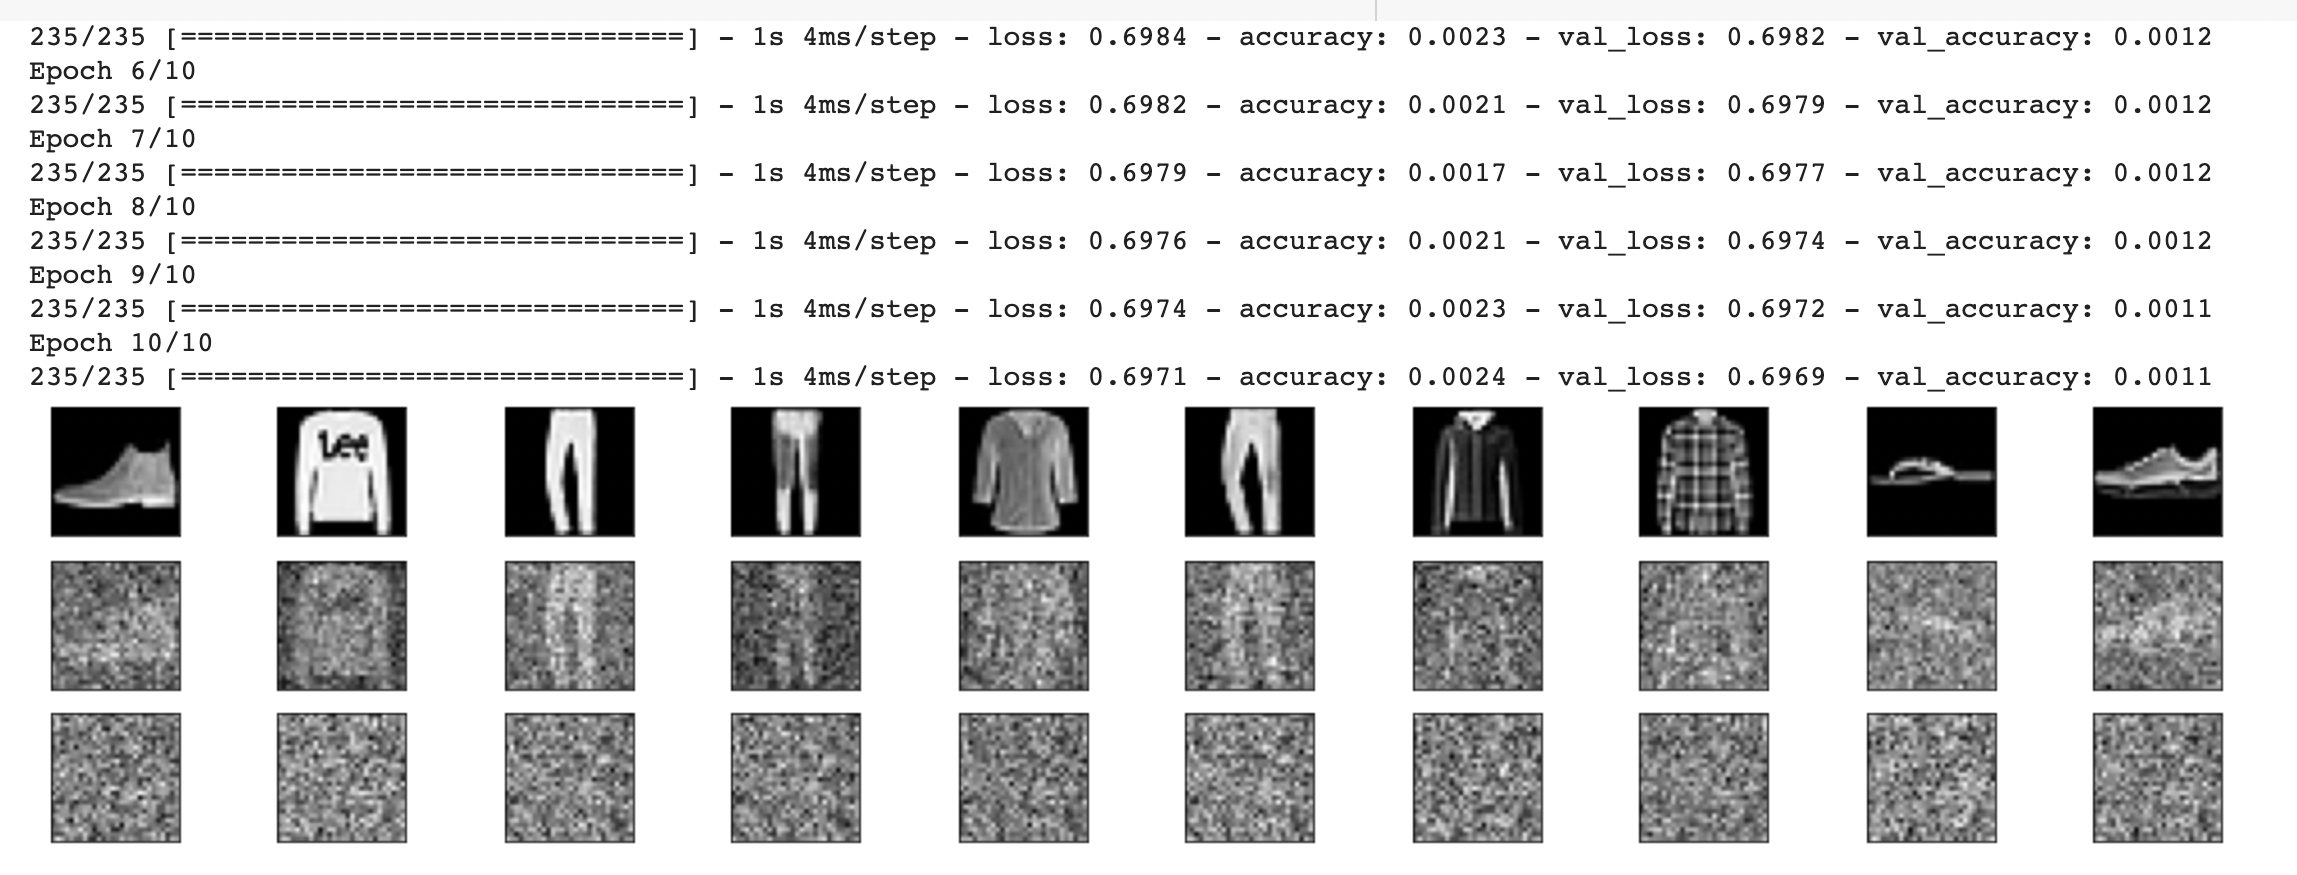 235/235 [==============================] - 1s 4ms/step - loss: 0.6984 - accuracy: 0.0023 - val_loss: 0.6982 - val_accuracy: 0.0012
Epoch 6/10
235/235 [==============================] - 1s 4ms/step - loss: 0.6982 - accuracy: 0.0021 - val_loss: 0.6979 - val_accuracy: 0.0012
Epoch 7/10
235/235 [==============================] - 1s 4ms/step - loss: 0.6979 - accuracy: 0.0017 - val_loss: 0.6977 - val_accuracy: 0.0012
Epoch 8/10
235/235 [==============================] - 1s 4ms/step - loss: 0.6976 - accuracy: 0.0021 - val_loss: 0.6974 - val_accuracy: 0.0012
Epoch 9/10
235/235 [==============================] - 1s 4ms/step - loss: 0.6974 - accuracy: 0.0023 - val_loss: 0.6972 - val_accuracy: 0.0011
Epoch 10/10
235/235 [==============================] - 1s 4ms/step - loss: 0.6971 - accuracy: 0.0024 - val_loss: 0.6969 - val_accuracy: 0.0011
Lee